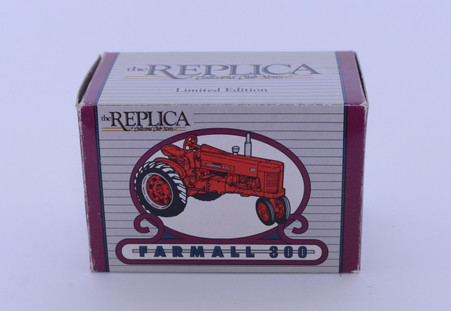 the REPLICA
Collectors Club Series
Limited Edition
the REPLICA
Collectors Club Series
FARMALL 300